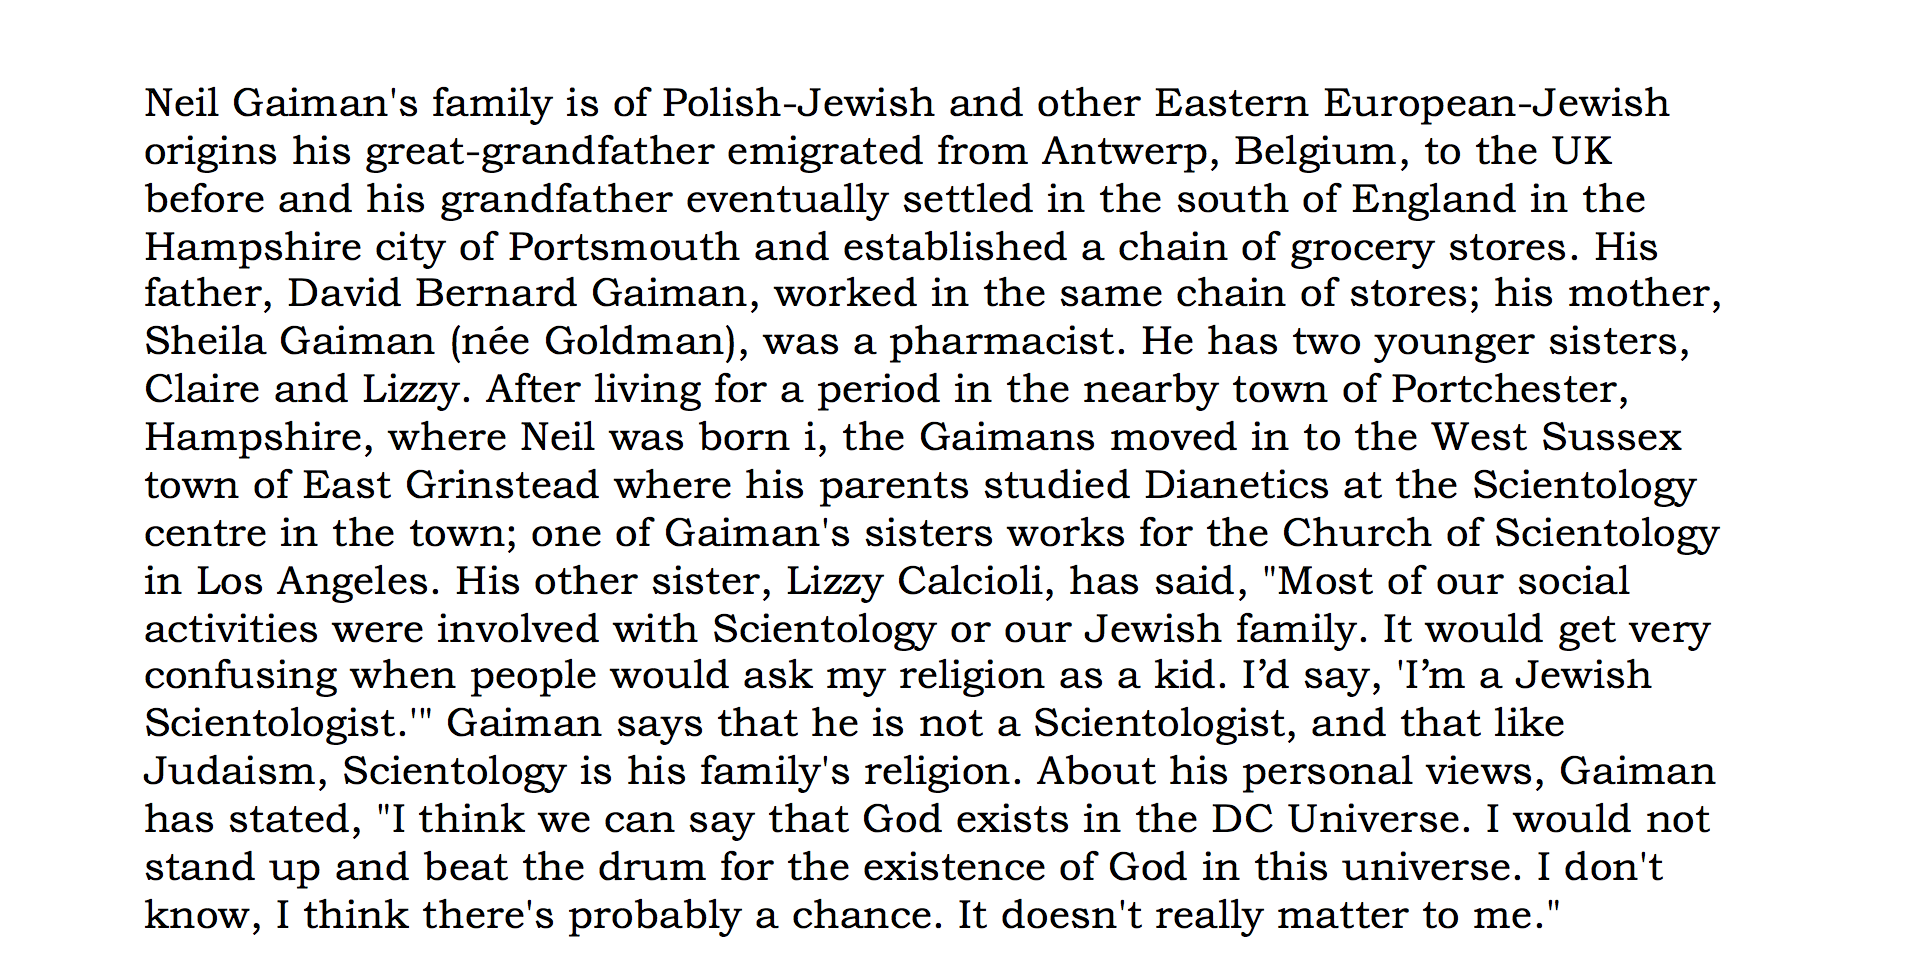 Neil Gaiman's family is of Polish-Jewish and other Eastern European-Jewish
origins his great-grandfather emigrated from Antwerp, Belgium, to the UK
before and his grandfather eventually settled in the south of England in the
Hampshire city of Portsmouth and established a chain of grocery stores. His
father, David Bernard Gaiman, worked in the same chain of stores; his mother,
Sheila Gaiman (née Goldman), was a pharmacist. He has two younger sisters,
Claire and Lizzy. After living for a period in the nearby town of Portchester,
Hampshire, where Neil was born i, the Gaimans moved in to the West Sussex
town of East Grinstead where his parents studied Dianetics at the Scientology
centre in the town; one of Gaiman's sisters works for the Church of Scientology
in Los Angeles. His other sister, Lizzy Calcioli, has said, "Most of our social
activities were involved with Scientology or our Jewish family. It would get very
confusing when people would ask my religion as a kid. I’d say, 'I’m a Jewish
Scientologist.'" Gaiman says that he is not a Scientologist, and that like
Judaism, Scientology is his family's religion. About his personal views, Gaiman
has stated, "I think we can say that God exists in the DC Universe. I would not
stand up and beat the drum for the existence of God in this universe. I don't
know, I think there's probably a chance. It doesn't really matter to me."